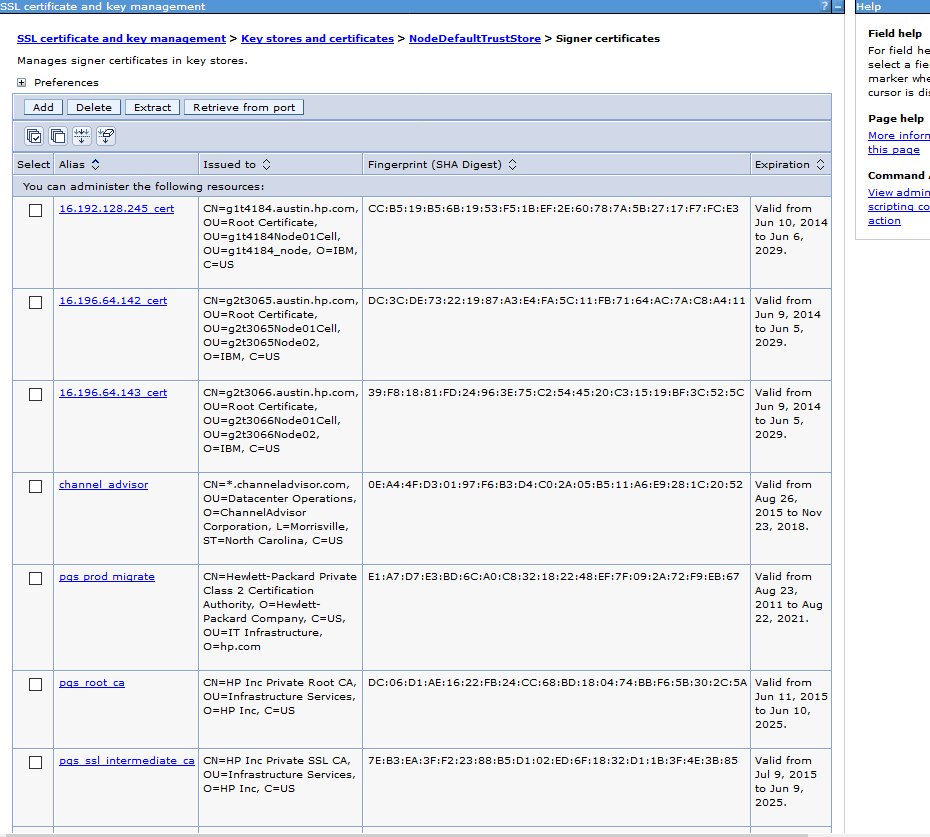 SSL certificate and key management
? –
Help
SSL certificate and key management > Key stores and certificates > NodeDefaultTrustStore > Signer certificates
Manages signer certificates in key stores.
Preferences
Add Delete Extract Retrieve from port
Select Alias Issued to Fingerprint (SHA Digest) Expiration
You can administer the following resources:
16.192.128.245_cert
CN=g1t4184.austin.hp.com,
OU=Root Certificate,
OU=g1t4184Node01Cell,
OU=g1t4184_node, O=IBM,
C=US
CC:B5:19:B5:6B:19:53:F5:1B:EF:2E:60:78:7A:5B:27:17:F7:FC:E3
Valid from
Jun 10, 2014
to Jun 6,
2029.
16.196.64.142_cert
CN=g2t3065.austin.hp.com,
OU=Root Certificate,
OU=g2t3065Node01Cell,
OU=g2t3065Node02,
O=IBM, C=US
DC:3C:DE:73:22:19:87:A3:E4:FA:5C:11:FB:71:64:AC:7A:C8:A4:11
Valid from
Jun 9, 2014
to Jun 5,
2029.
16.196.64.143_cert
CN=g2t3066.austin.hp.com,
OU=Root Certificate,
OU=g2t3066Node01Cell,
OU=g2t3066Node02,
O=IBM, C=US
39:F8:18:81:FD:24:96:3E:75:C2:54:45:20:C3:15:19:BF:3C:52:5C
Valid from
Jun 9, 2014
to Jun 5,
2029.
channel_advisor
CN=*.channeladvisor.com,
OU=Datacenter Operations,
O=ChannelAdvisor
Corporation, L=Morrisville,
ST=North Carolina, C=US
0E:A4:4F:D3:01:97:F6:B3:D4:C0:2A:05:B5:11:A6:E9:28:1C:20:52
Valid from
Aug 26,
2015 to Nov
23, 2018.
pgs_prod_migrate
CN=Hewlett-Packard Private
Class 2 Certification
Authority, O=Hewlett-
Packard Company, C=US,
OU=IT Infrastructure,
O=hp.com
E1:A7:D7:E3:BD:6C:A0:C8:32:18:22:48:EF:7F:09:2A:72:F9:EB:67
Valid from
Aug 23,
2011 to Aug
22, 2021.
pgs_root_ca
CN=HP Inc Private Root CA,
OU=Infrastructure Services,
O=HP Inc, C=US
DC:06:D1:AE:16:22:FB:24:CC:68:BD:18:04:74:BB:F6:5B:30:2C:5A
Valid from
Jun 11, 2015
to Jun 10,
2025.
pgs_ssl_intermediate_ca
CN=HP Inc Private SSL CA,
OU=Infrastructure Services,
O=HP Inc, C=US
7E:B3:EA:3F:F2:23:88:B5:D1:02:ED:6F:18:32:D1:1B:3F:4E:3B:85
Valid from
Jul 9, 2015
to Jun 9,
2025.
Field help
For field he
select a fie
marker whe
cursor is dis
Page help
More inforn
this page
Command A
View admin
scripting co
action